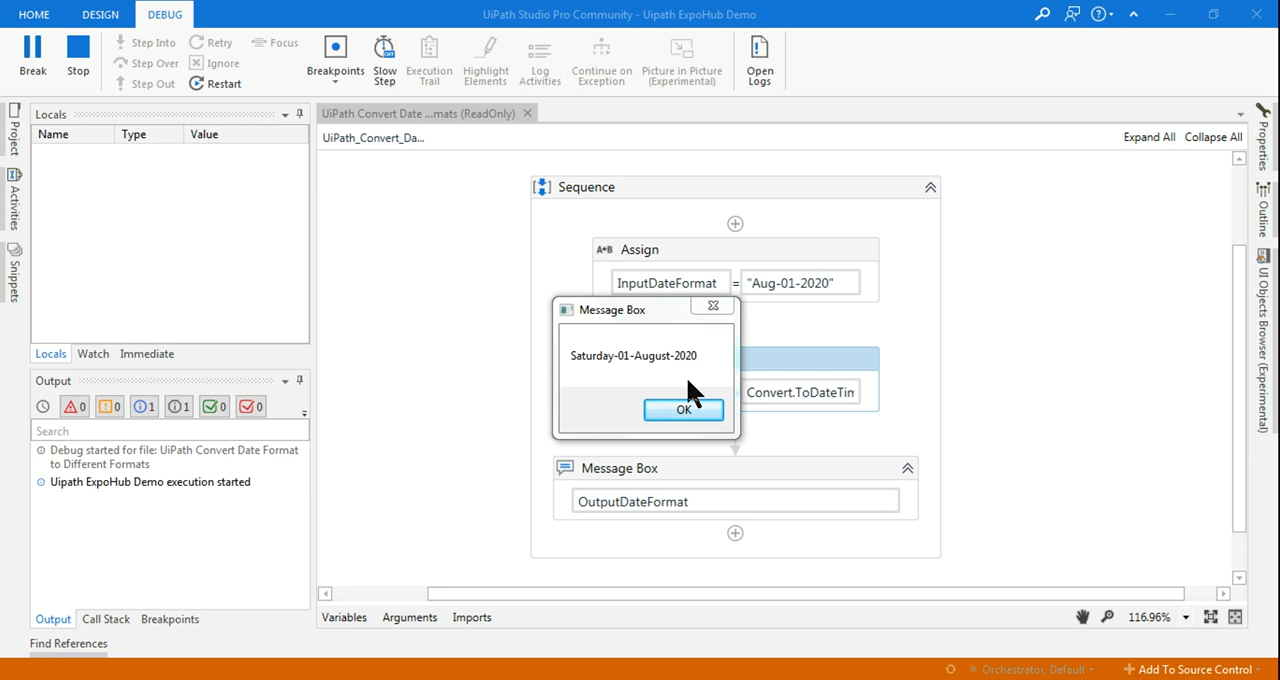 HOME DESIGN DEBUG UiPath Studio Pro Community - Uipath ExpoHub Demo
Break
Stop
Step Into
Step Over
Step Out
Retry
Ignore
Restart
Focus
Breakpoints
Slow
Step
Execution
Trail
Highlight
Elements
Log
Activities
Continue on
Exception
Picture in Picture
(Experimental)
Open
Logs
Project
Activities
Snippets
Locals
Name Type Value
Locals Watch Immediate
Output
0 0 1 1 0 0
Search
Debug started for file: UiPath Convert Date Format
to Different Formats
Uipath ExpoHub Demo execution started
Output Call Stack Breakpoints
Find References
UiPath Convert Date ...mats (ReadOnly)
UiPath_Convert_Da...
Expand All Collapse All
Sequence
A*B Assign
InputDateFormat = "Aug-01-2020"
Message Box
Saturday-01-August-2020
OK
Convert.ToDateTin
Message Box
OutputDateFormat
Variables Arguments Imports
116.96%
Properties
Outline
UI Objects Browser (Experimental)
Orchestrator, Default
Add To Source Control